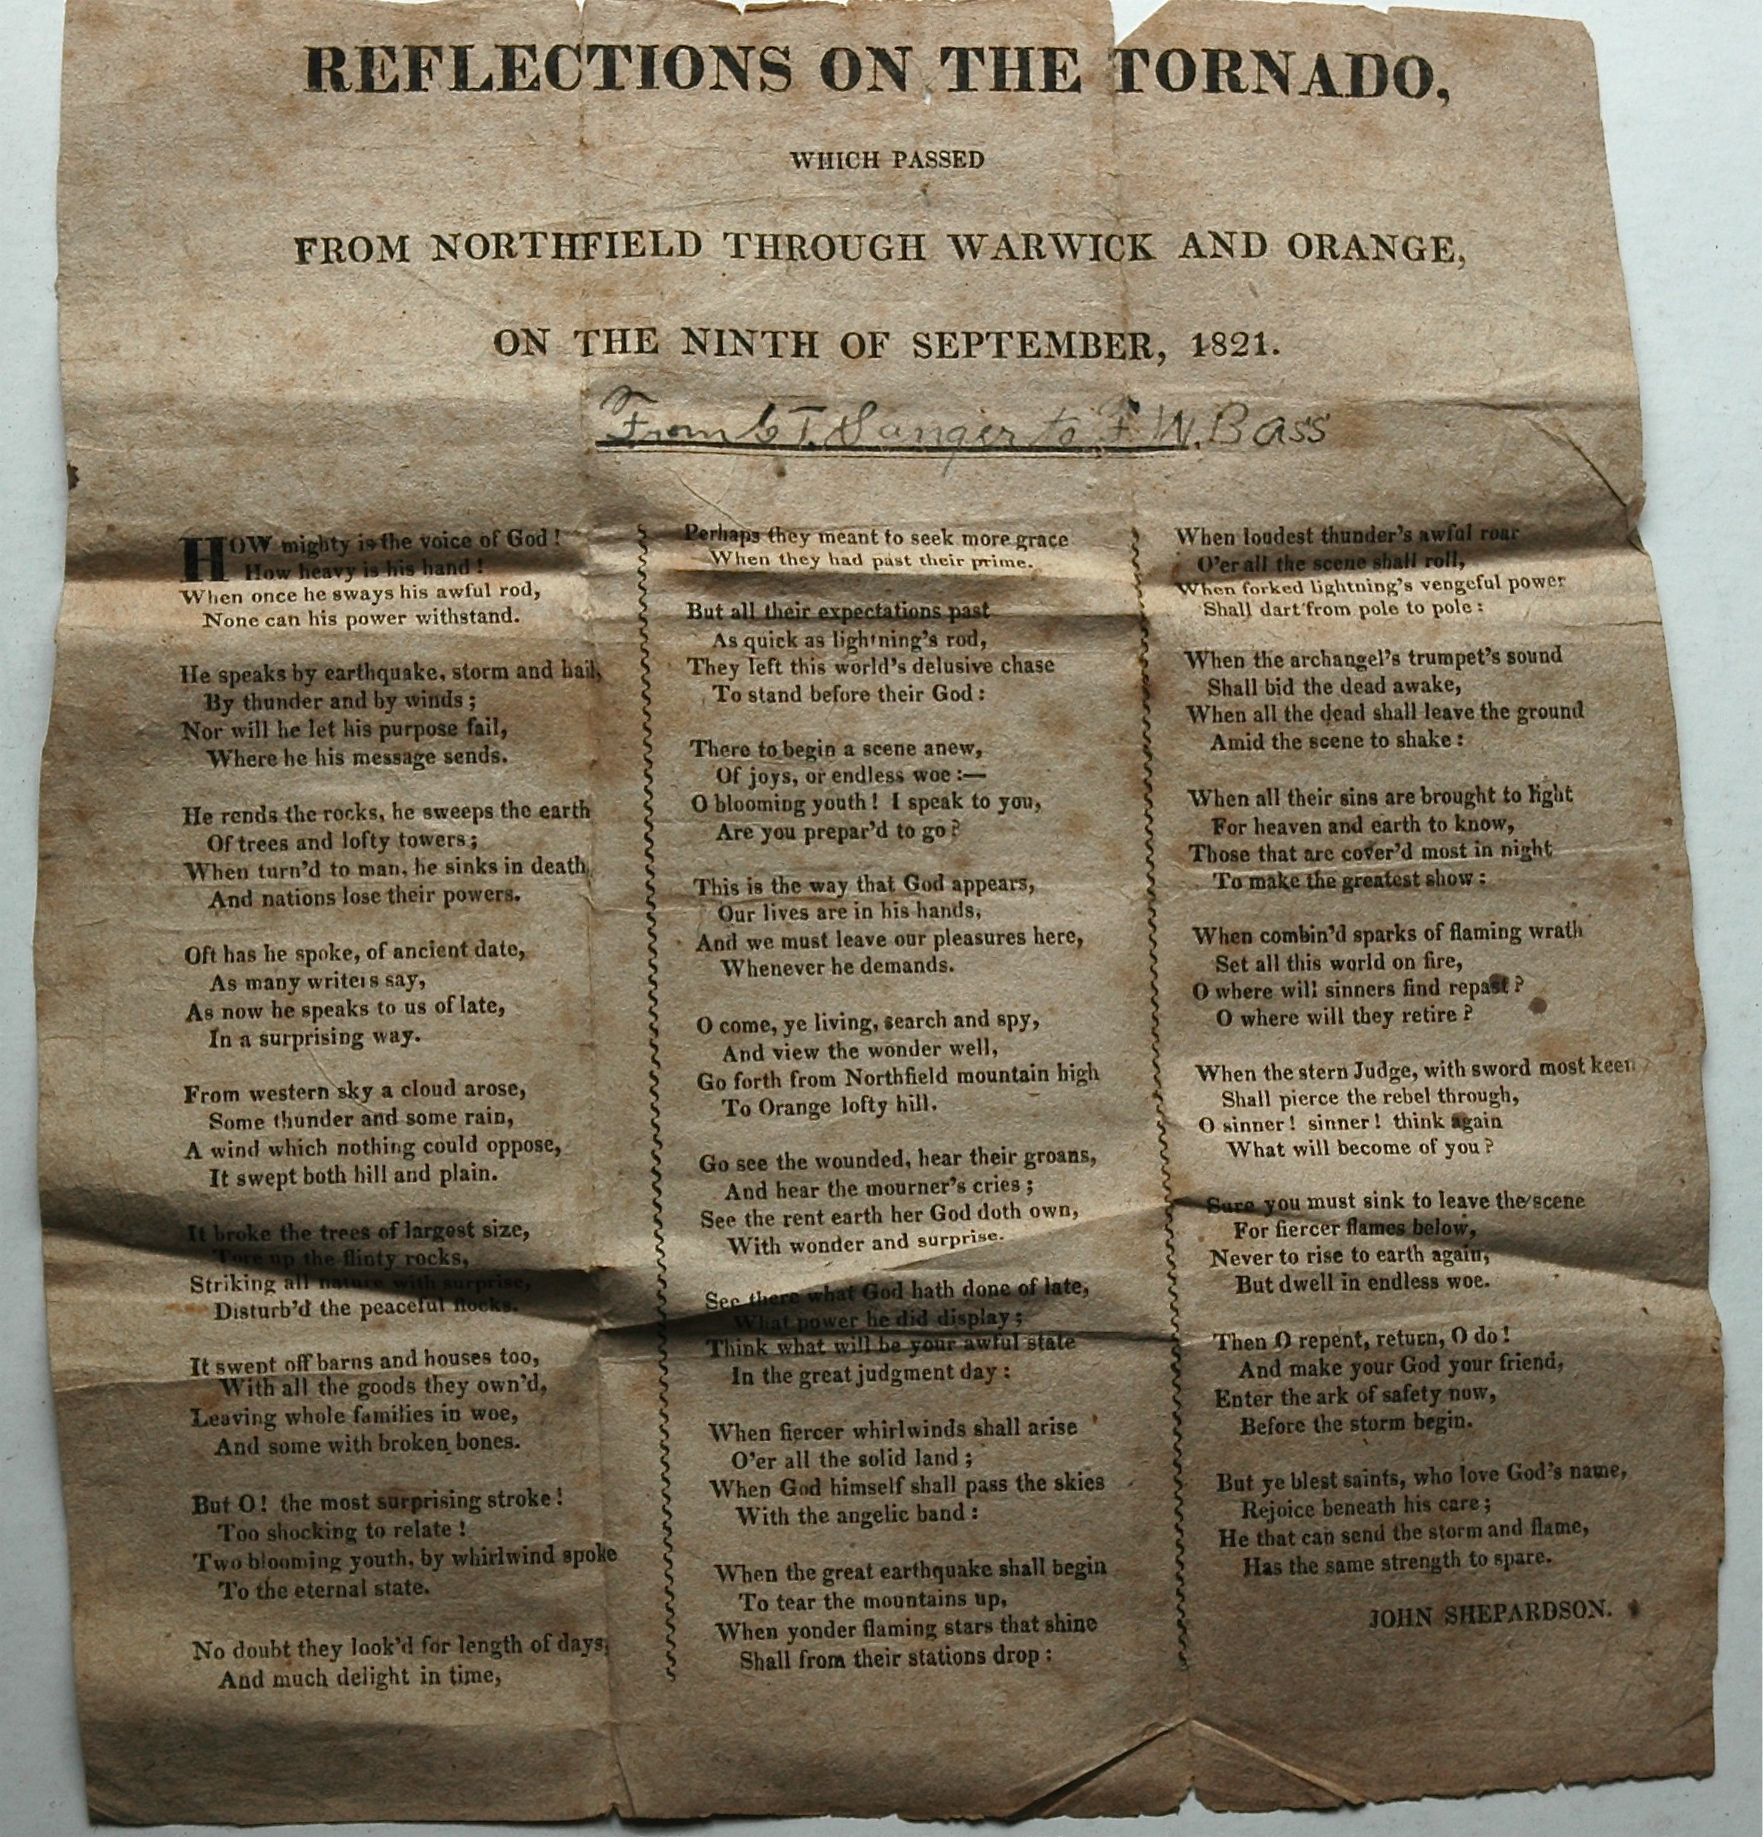 REFLECTIONS ON THE TORNADO,
WHICH PASSED
FROM NORTHFIELD THROUGH WARWICK AND ORANGE,
ON THE NINTH OF SEPTEMBER, 1821.
From C T. Sanger to F. W. Bass
HOW mighty is the voice of God!
How heavy is his hand!
When once he sways his awful rod,
None can his power withstand.
He speaks by earthquake, storm and hail,
By thunder and by winds;
Nor will he let his purpose fail,
Where he his message sends.
He rends the rocks, he sweeps the earth
Of trees and lofty towers;
When turn'd to man, he sinks in death,
And nations lose their powers.
Oft has he spoke, of ancient date,
As many writers say,
As now he speaks to us of late,
In a surprising way.
From western sky a cloud arose,
Some thunder and some rain,
A wind which nothing could oppose,
It swept both hill and plain.
It broke the trees of largest size,
Tore up the flinty rocks,
Striking all nature with surprise,
Disturb'd the peaceful flocks.
It swept off barns and houses too,
With all the goods they own'd,
Leaving whole families in woe,
And some with broken bones.
But O! the most surprising stroke!
Too shocking to relate!
Two blooming youth, by whirlwind spoke
To the eternal state.
No doubt they look'd for length of days,
And much delight in time,
Perhaps they meant to seek more grace
When they had past their prime.
But all their expectations past
As quick as lightning's rod,
They left this world's delusive chase
To stand before their God:
There to begin a scene anew,
Of joys, or endless woe:—
O blooming youth! I speak to you,
Are you prepar'd to go?
This is the way that God appears,
Our lives are in his hands,
And we must leave our pleasures here,
Whenever he demands.
O come, ye living, search and spy,
And view the wonder well,
Go forth from Northfield mountain high
To Orange lofty hill.
Go see the wounded, hear their groans,
And hear the mourner's cries;
See the rent earth her God doth own,
With wonder and surprise.
See there what God hath done of late,
What power he did display;
Think what will be your awful state
In the great judgment day:
When fiercer whirlwinds shall arise
O'er all the solid land;
When God himself shall pass the skies
With the angelic band:
When the great earthquake shall begin
To tear the mountains up,
When yonder flaming stars that shine
Shall from their stations drop:
When loudest thunder's awful roar
O'er all the scene shall roll,
When forked lightning's vengeful power
Shall dart from pole to pole:
When the archangel's trumpet's sound
Shall bid the dead awake,
When all the dead shall leave the ground
Amid the scene to shake:
When all their sins are brought to light
For heaven and earth to know,
Those that are cover'd most in night
To make the greatest show:
When combin'd sparks of flaming wrath
Set all this world on fire,
O where will sinners find repast?
O where will they retire?
When the stern Judge, with sword most keen
Shall pierce the rebel through,
O sinner! sinner! think again
What will become of you?
Sure you must sink to leave the scene
For fiercer flames below,
Never to rise to earth again,
But dwell in endless woe.
Then O repent, return, O do!
And make your God your friend,
Enter the ark of safety now,
Before the storm begin.
But ye blest saints, who love God's name,
Rejoice beneath his care;
He that can send the storm and flame,
Has the same strength to spare.
JOHN SHEPARDSON.